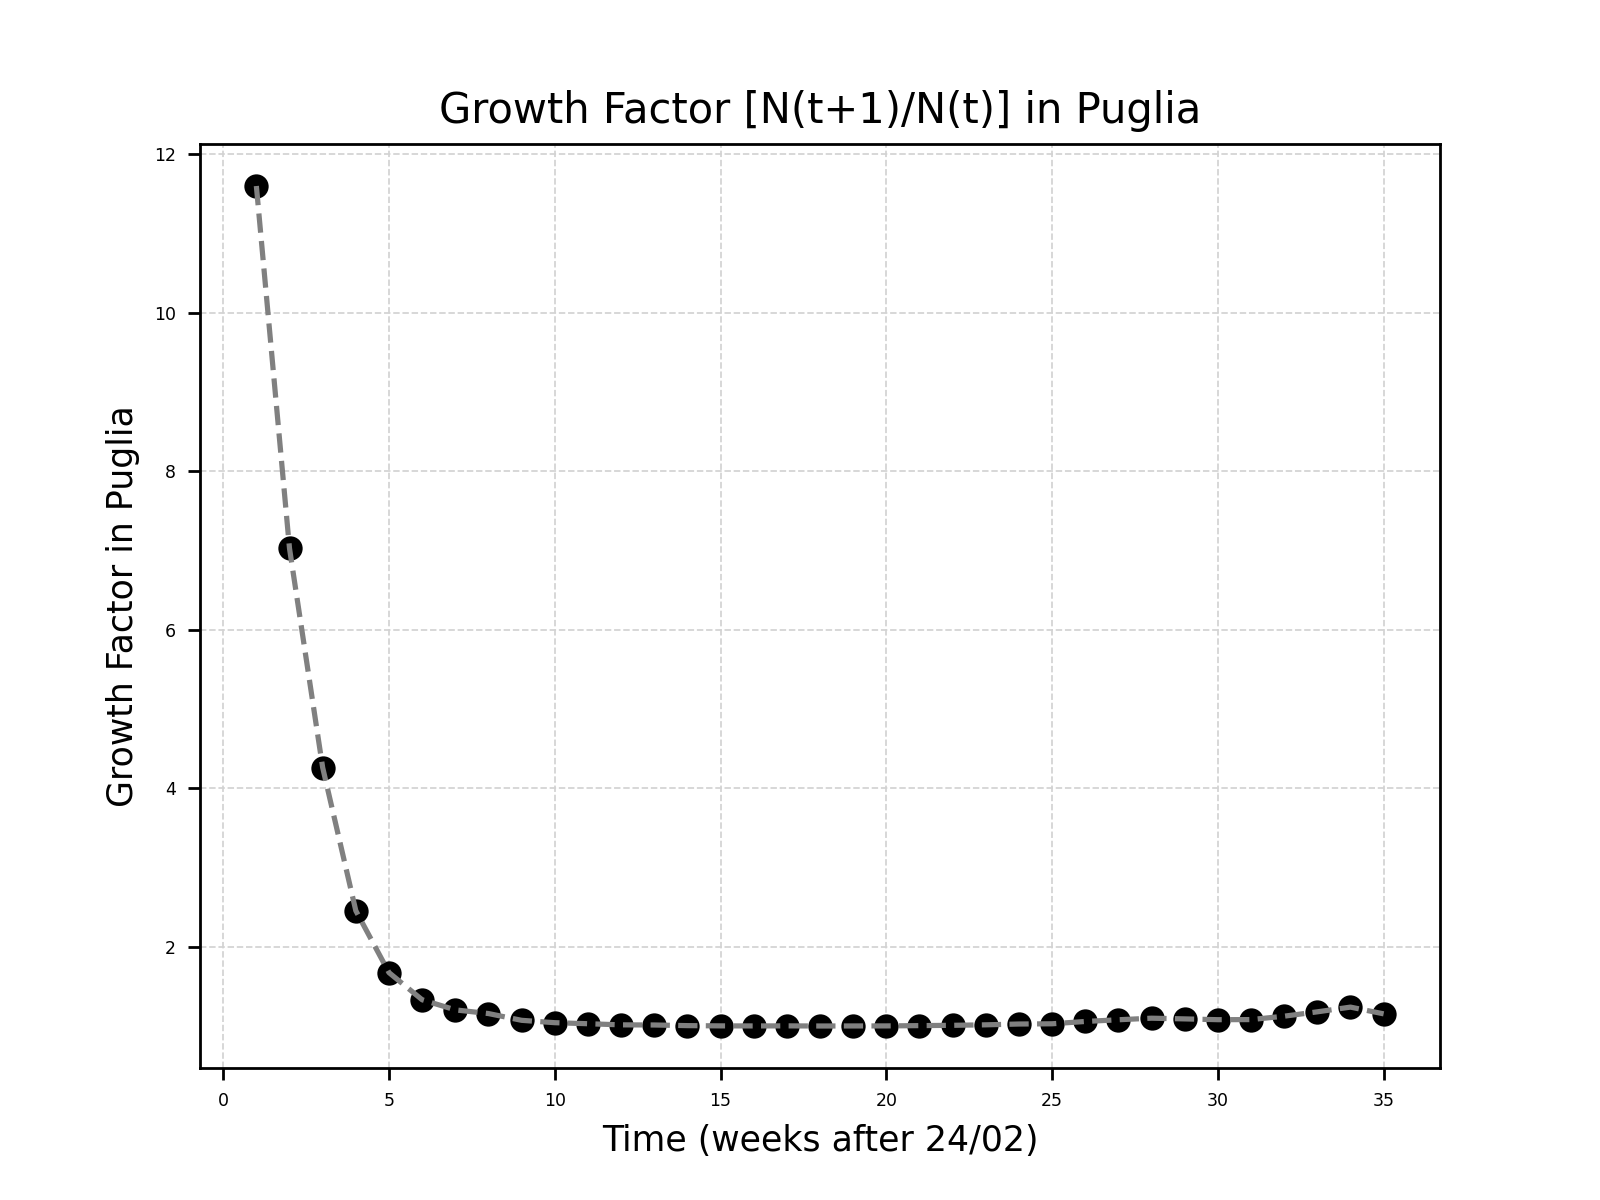 Growth Factor [N(t+1)/N(t)] in Puglia
Growth Factor in Puglia
12
10
8
6
4
2
0 5 10 15 20 25 30 35
Time (weeks after 24/02)